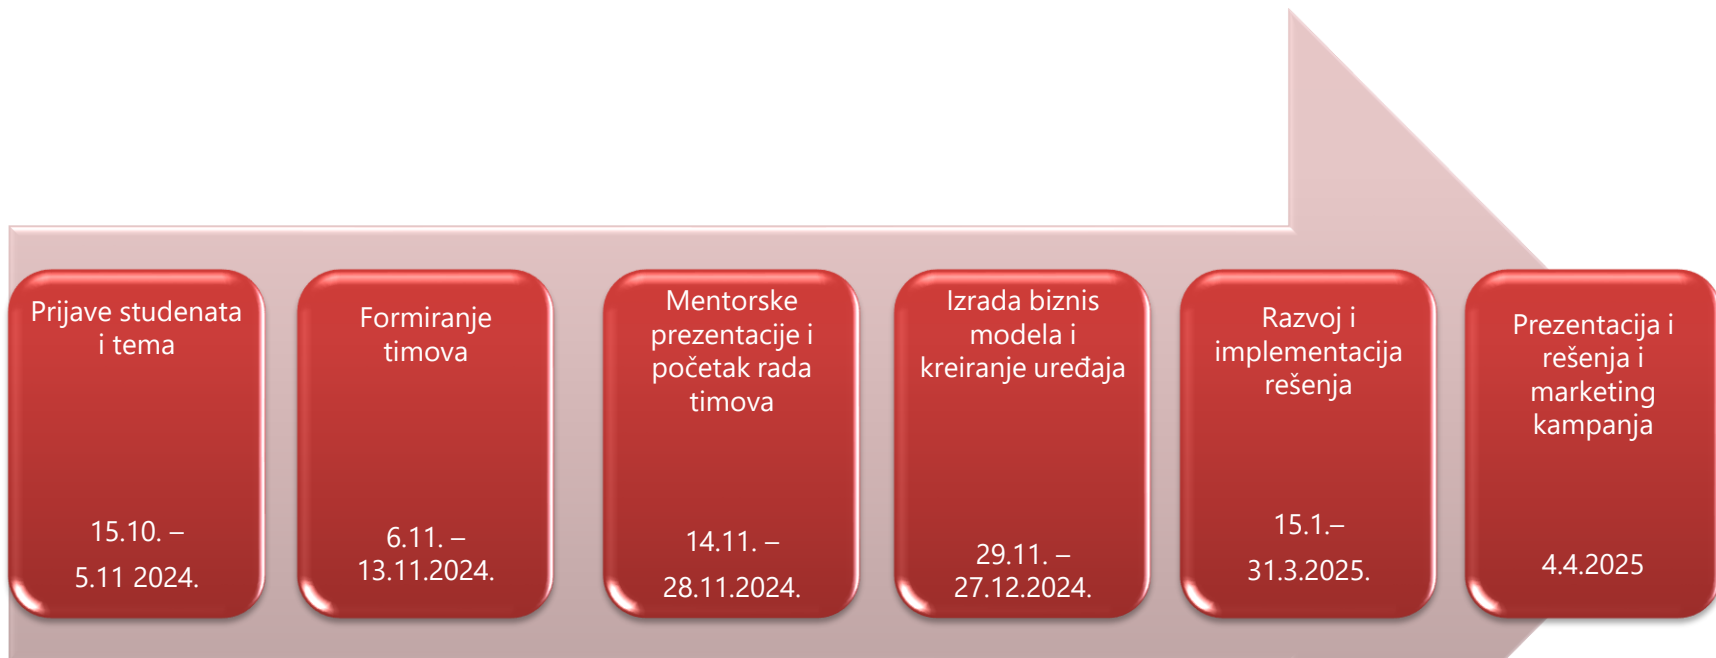 Prijave studenata
i tema
15.10. –
5.11 2024.
Formiranje
timova
6.11. –
13.11.2024.
Mentorske
prezentacije i
početak rada
timova
14.11. –
28.11.2024.
Izrada biznis
modela i
kreiranje uređaja
29.11. –
27.12.2024.
Razvoj i
implementacija
rešenja
15.1.–
31.3.2025.
Prezentacija i
rešenja i
marketing
kampanja
4.4.2025